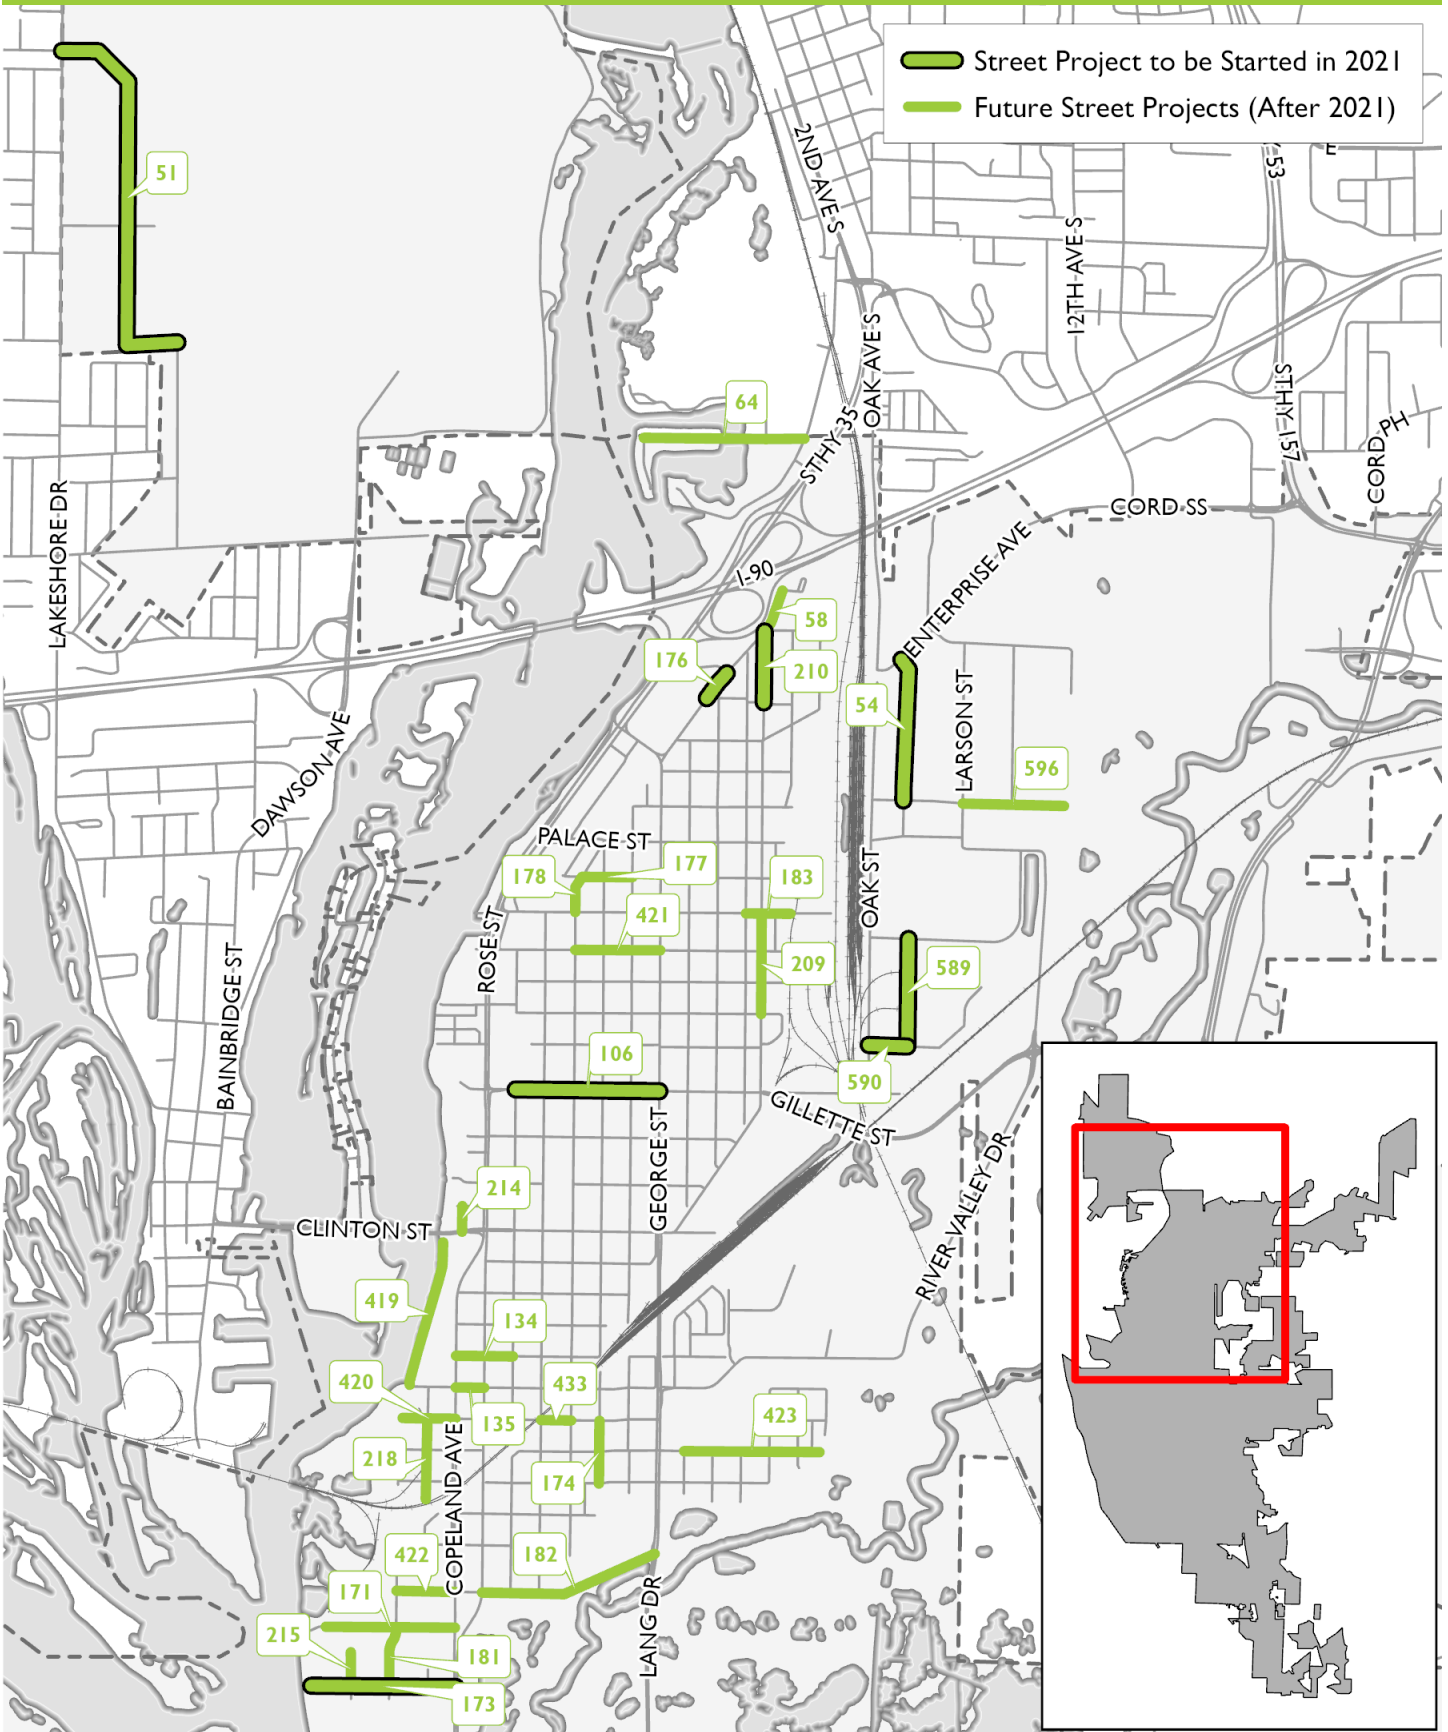 Street Project to be Started in 2021
Future Street Projects (After 2021)
2ND AVE S
53
E
51
12TH AVE S
OAK AVE S
STHY 35
STHY 157
CORD PH
64
LAKESHORE DR
CORD SS
ENTERPRISE AVE
I-90
58
176
210
54
LARSON ST
596
DAWSON AVE
PALACE ST
178
177
183
421
OAK ST
ROSE ST
209
589
BAINBRIDGE ST
106
590
GILLETTE ST
GEORGE ST
RIVER VALLEY DR
214
CLINTON ST
419
134
420
433
135
423
218
174
COPELAND AVE
422
182
171
LANG DR
215
181
173